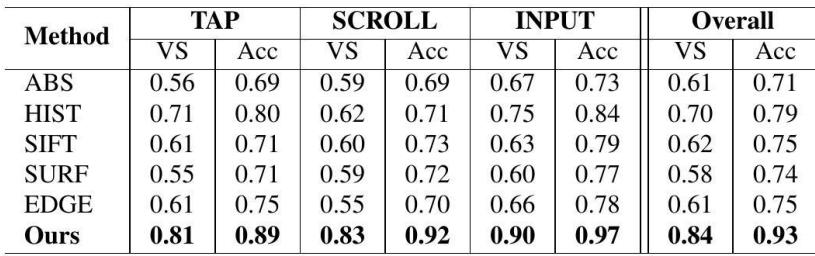 Method TAP SCROLL INPUT Overall
VS Acc VS Acc VS Acc VS Acc
ABS 0.56 0.69 0.59 0.69 0.67 0.73 0.61 0.71
HIST 0.71 0.80 0.62 0.71 0.75 0.84 0.70 0.79
SIFT 0.61 0.71 0.60 0.73 0.63 0.79 0.62 0.75
SURF 0.55 0.71 0.59 0.72 0.60 0.77 0.58 0.74
EDGE 0.61 0.75 0.55 0.70 0.66 0.78 0.61 0.75
Ours 0.81 0.89 0.83 0.92 0.90 0.97 0.84 0.93